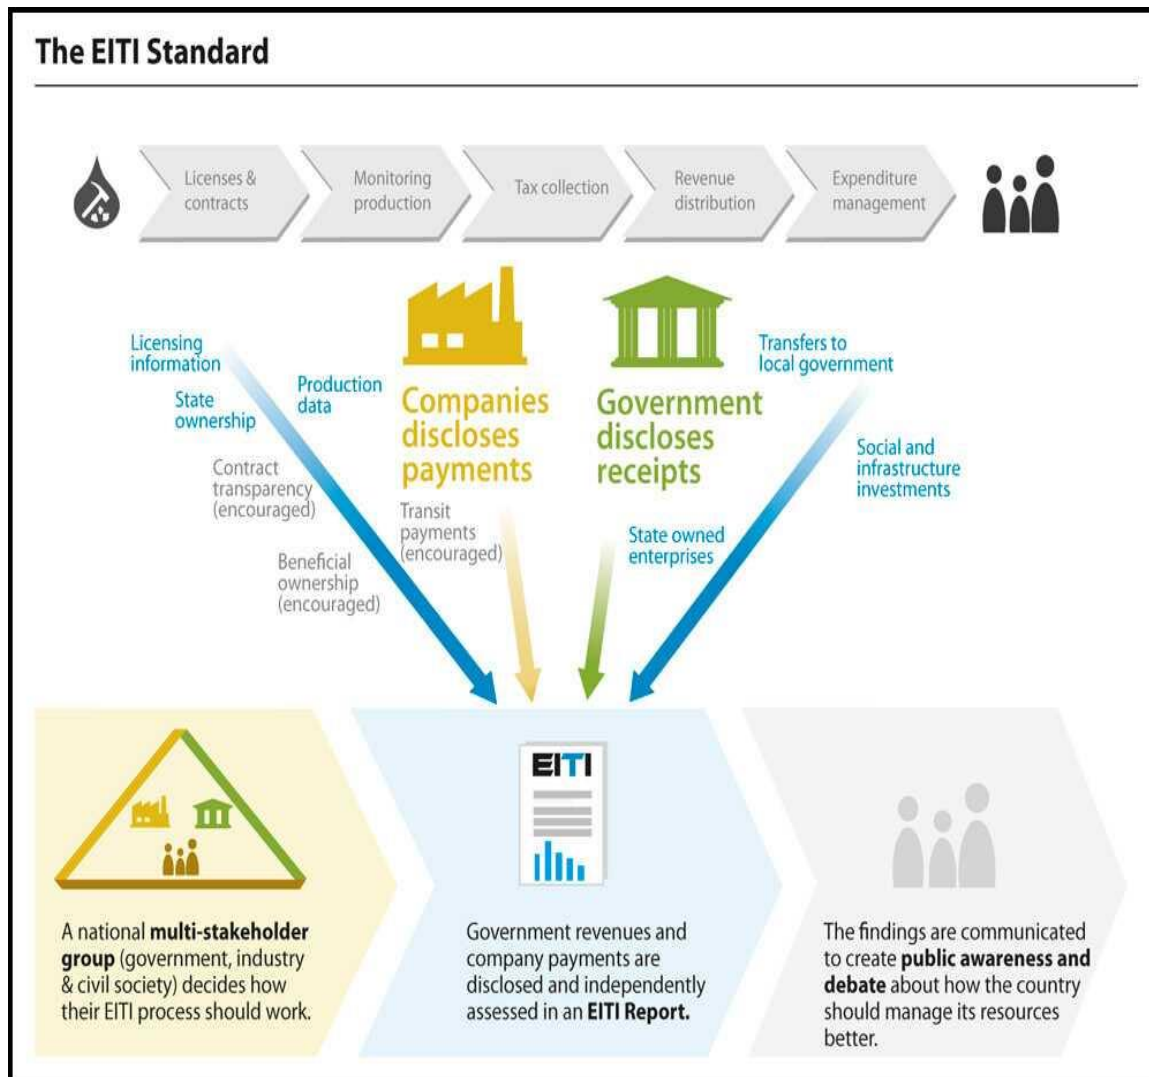 The EITI Standard
Licenses &
contracts
Monitoring
production
Tax collection
Revenue
distribution
Expenditure
management
Licensing
information
State
ownership
Contract
transparency
(encouraged)
Beneficial
ownership
(encouraged)
Production
data
Companies
discloses
payments
Transit
payments
(encouraged)
Government
discloses
receipts
State owned
enterprises
Transfers to
local government
Social and
infrastructure
investments
A national multi-stakeholder
group (government, industry
& civil society) decides how
their EITI process should work.
EITI
Government revenues and
company payments are
disclosed and independently
assessed in an EITI Report.
The findings are communicated
to create public awareness and
debate about how the country
should manage its resources
better.